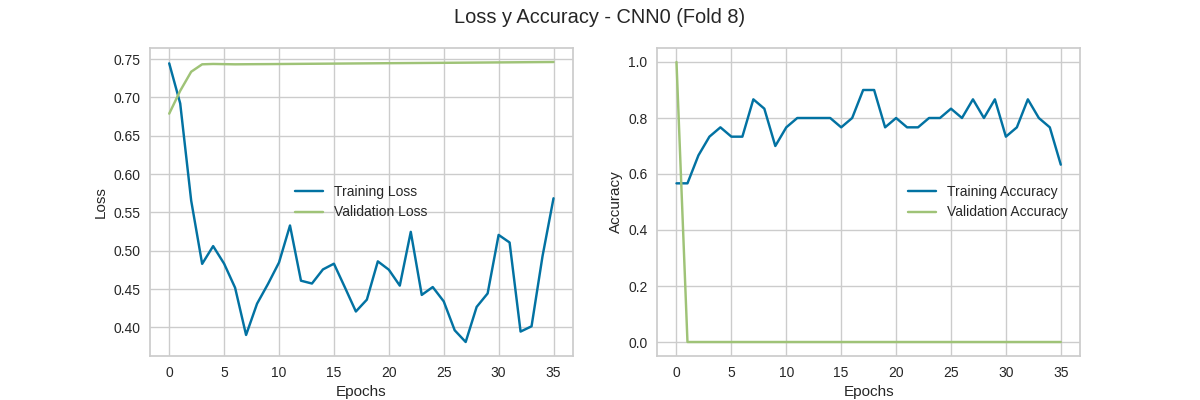 Loss y Accuracy - CNN0 (Fold 8)
0.75
0.70
0.65
0.60
0.55
0.50
0.45
0.40
Loss
Training Loss
Validation Loss
0 5 10 15 20 25 30 35
Epochs
1.0
0.8
0.6
0.4
0.2
0.0
Accuracy
Training Accuracy
Validation Accuracy
0 5 10 15 20 25 30 35
Epochs